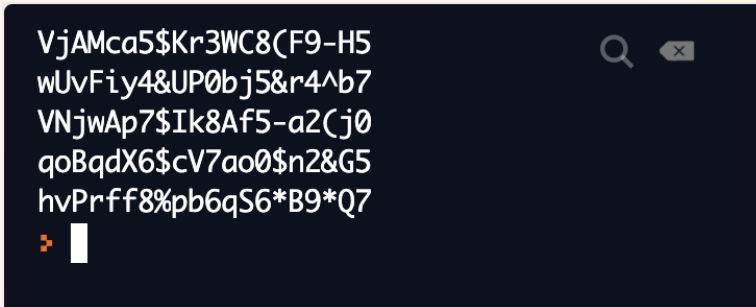 VjAMca5$Kr3WC8(F9-H5
wUvFiy4&UP0bj5&r4^b7
VNjwAp7$Ik8Af5-a2(j0
qoBqdX6$cV7ao0$n2&G5
hvPrff8%pb6qS6*B9*Q7
>